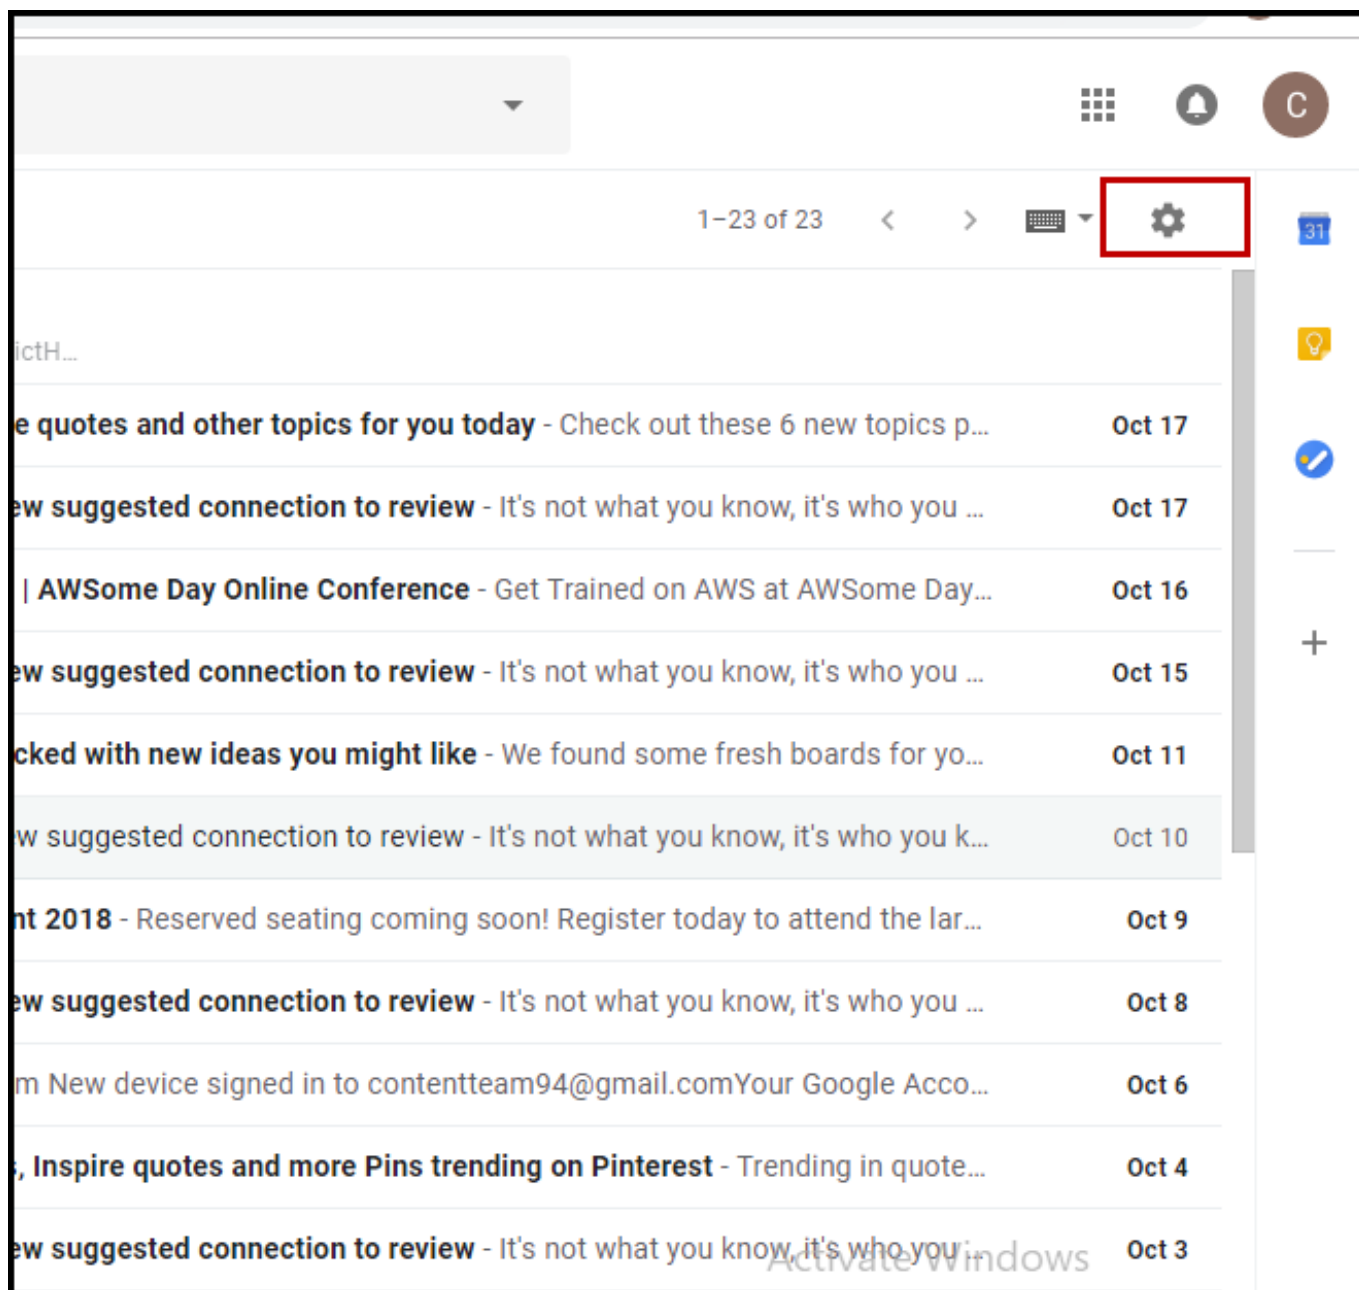 C
1–23 of 23
31
ictH...
e quotes and other topics for you today - Check out these 6 new topics p... Oct 17
ew suggested connection to review - It's not what you know, it's who you ... Oct 17
| AWSome Day Online Conference - Get Trained on AWS at AWSome Day... Oct 16
ew suggested connection to review - It's not what you know, it's who you ... Oct 15
cked with new ideas you might like - We found some fresh boards for yo... Oct 11
ew suggested connection to review - It's not what you know, it's who you k... Oct 10
nt 2018 - Reserved seating coming soon! Register today to attend the lar... Oct 9
ew suggested connection to review - It's not what you know, it's who you ... Oct 8
m New device signed in to contentteam94@gmail.comYour Google Acco... Oct 6
s, Inspire quotes and more Pins trending on Pinterest - Trending in quote... Oct 4
ew suggested connection to review - It's not what you know, it's who you ... Oct 3
Activate Windows